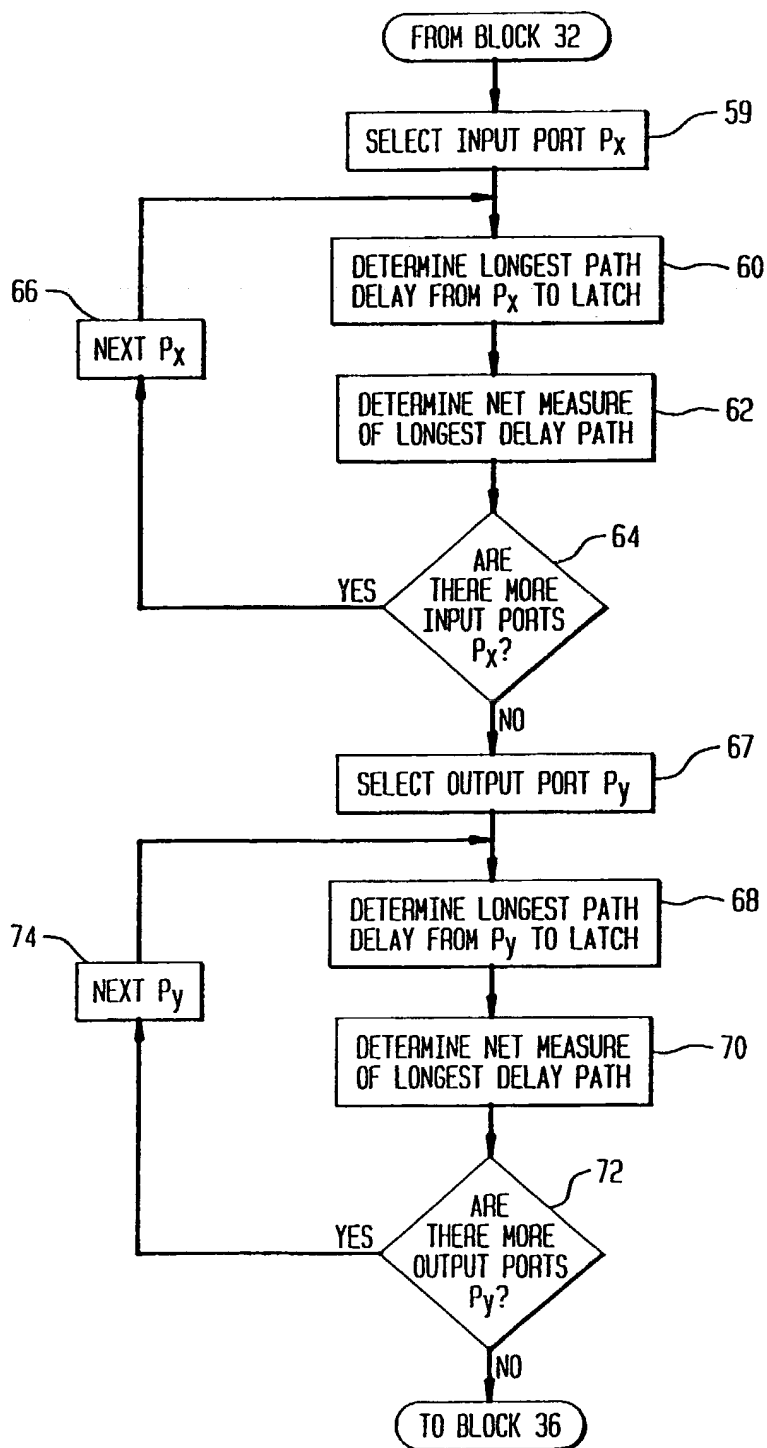 FROM BLOCK 32
59
SELECT INPUT PORT Px
60
DETERMINE LONGEST PATH
DELAY FROM Px TO LATCH
66
NEXT Px
62
DETERMINE NET MEASURE
OF LONGEST DELAY PATH
64
ARE
THERE MORE
INPUT PORTS
Px?
YES
NO
67
SELECT OUTPUT PORT Py
68
DETERMINE LONGEST PATH
DELAY FROM Py TO LATCH
74
NEXT Py
70
DETERMINE NET MEASURE
OF LONGEST DELAY PATH
72
ARE
THERE MORE
OUTPUT PORTS
Py?
YES
NO
TO BLOCK 36